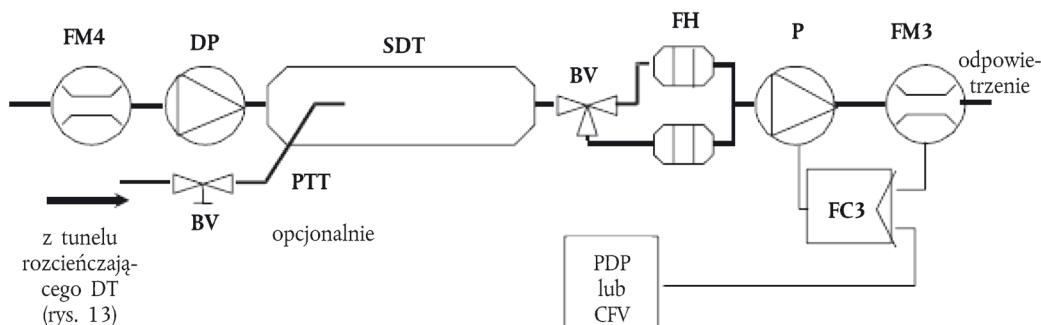 FM4
DP
SDT
BV
FH
P
FM3
odpowie-
trzenie
PTT
BV
opcjonalnie
z tunelu
rozcieńczają-
cego DT
(rys. 13)
FC3
PDP
lub
CFV